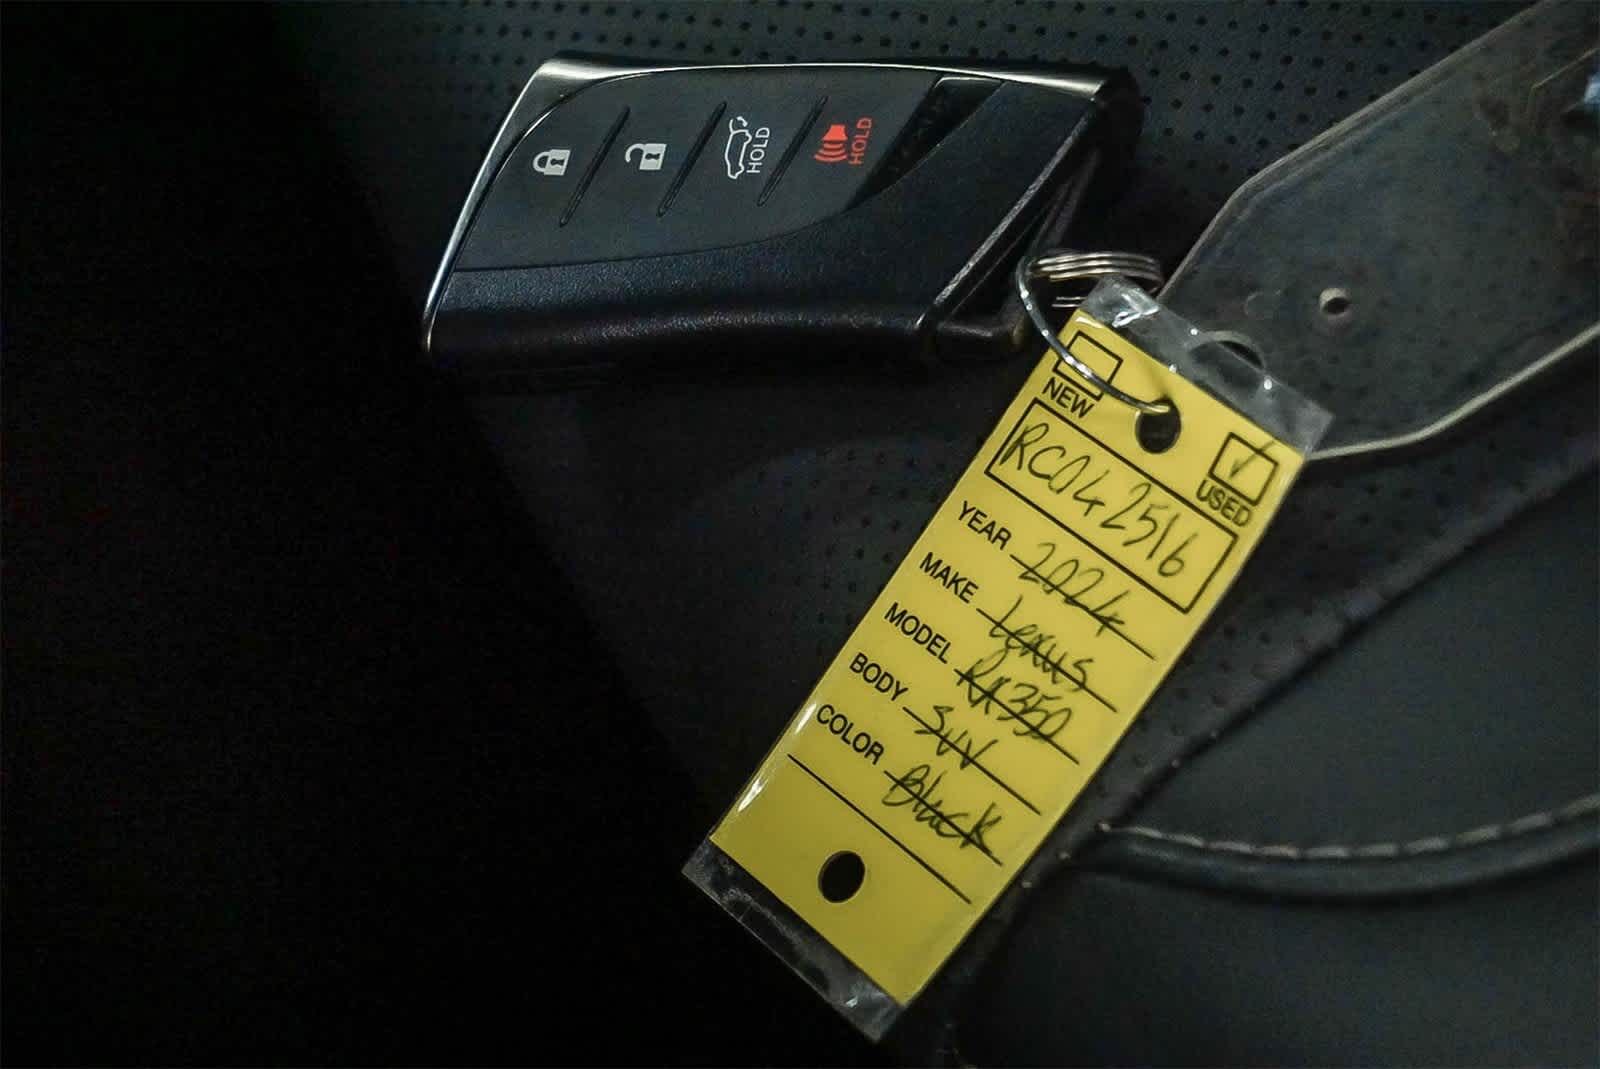 HOLD
HOLD
NEW
USED
RC042516
YEAR 2024
MAKE Lexus
MODEL RX350
BODY SUV
COLOR Black